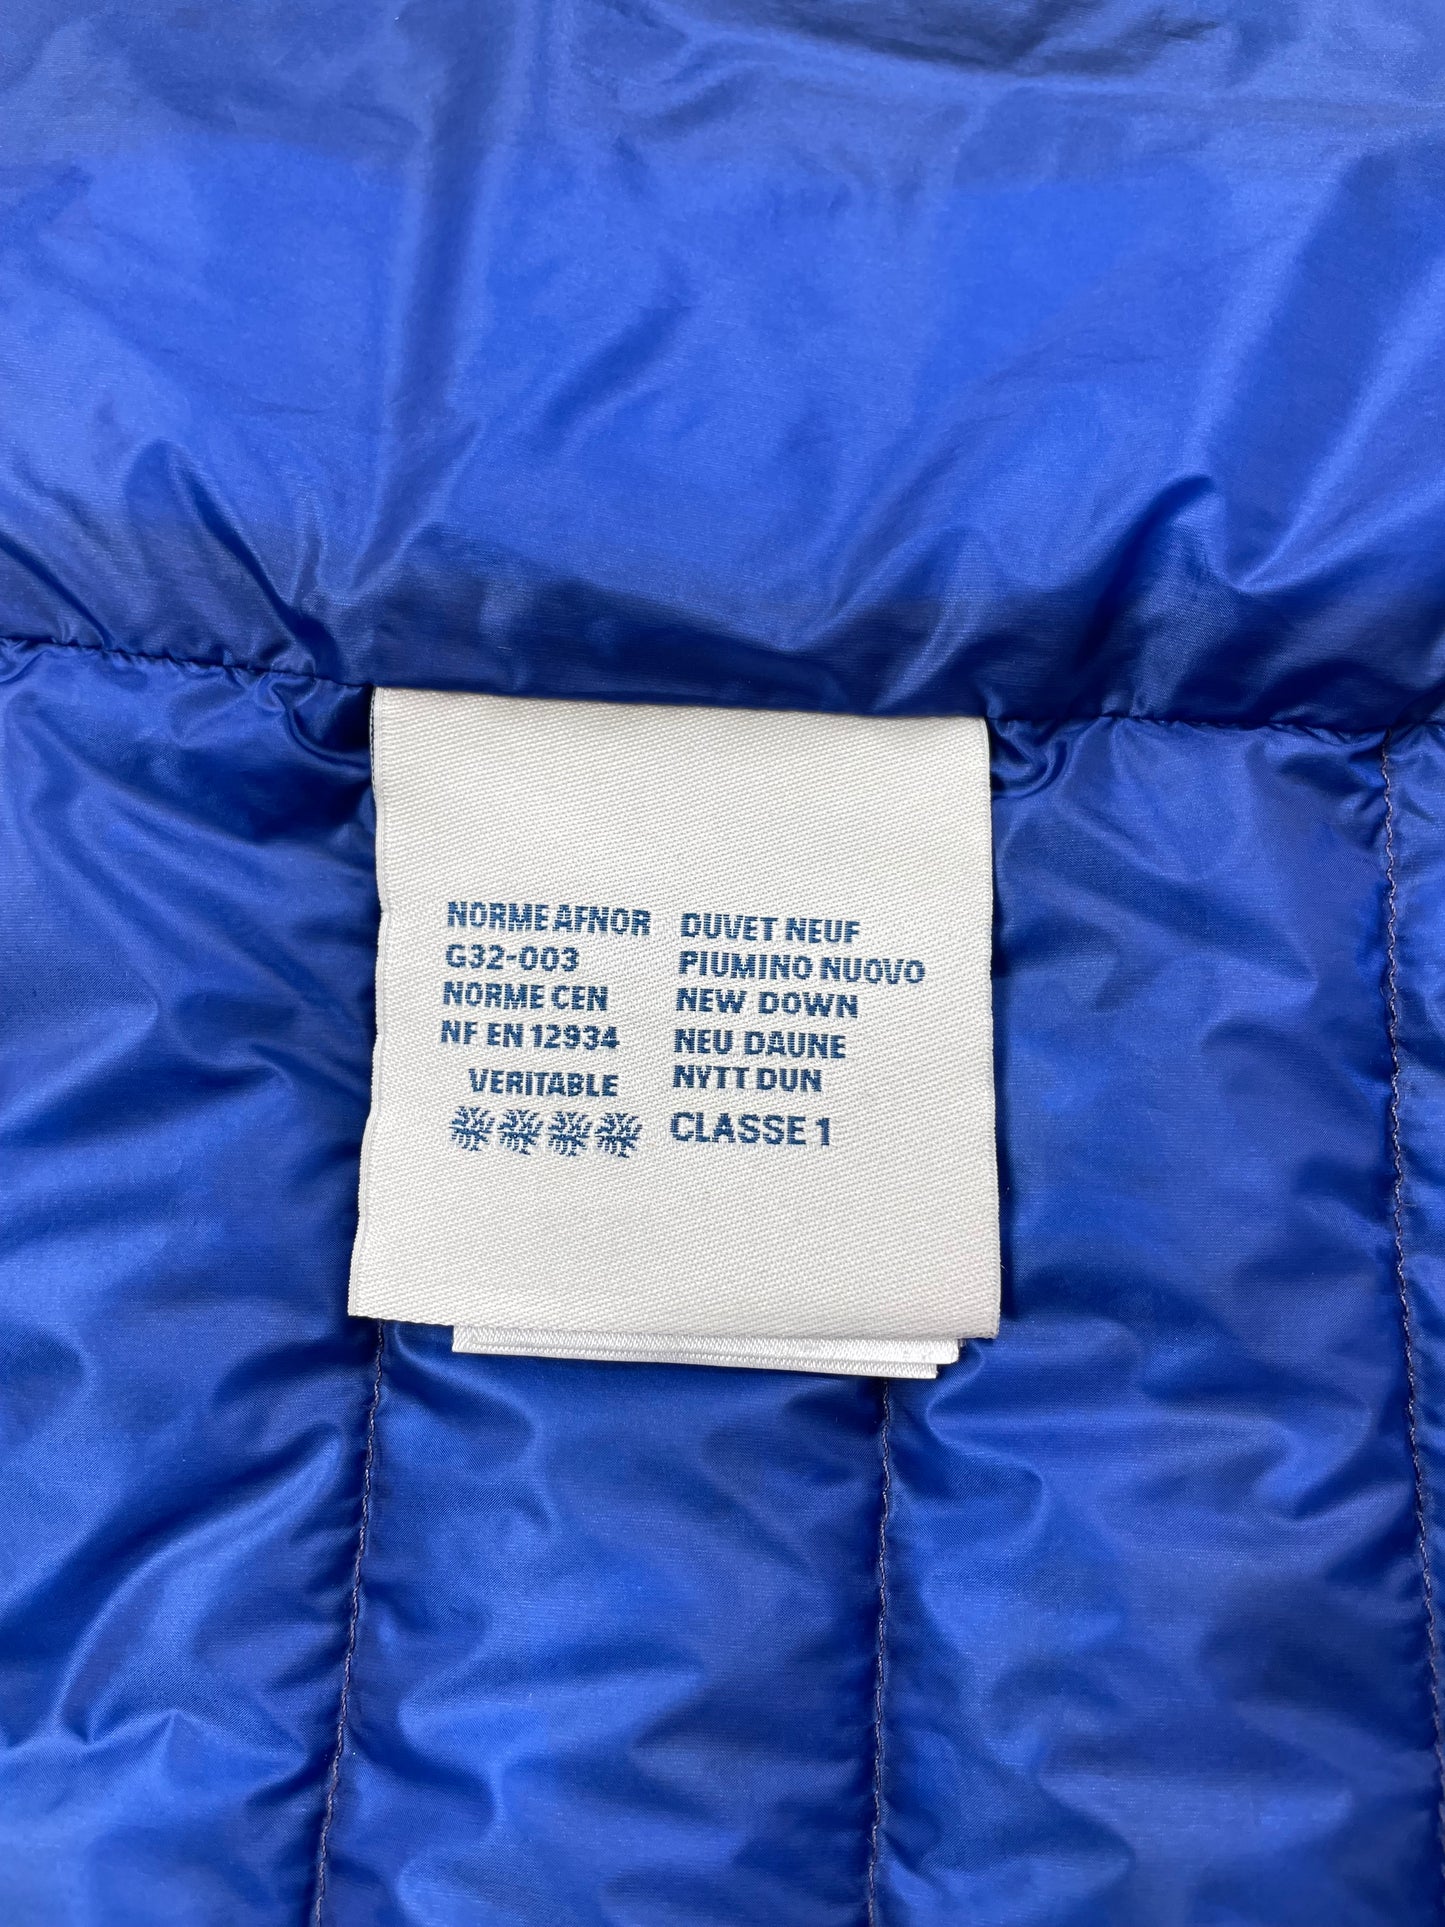 NORME AFNOR
G32-003
NORME CEN
NF EN 12934
VERITABLE
DUVET NEUF
PIUMINO NUOVO
NEW DOWN
NEU DAUNE
NYTT DUN
CLASSE 1